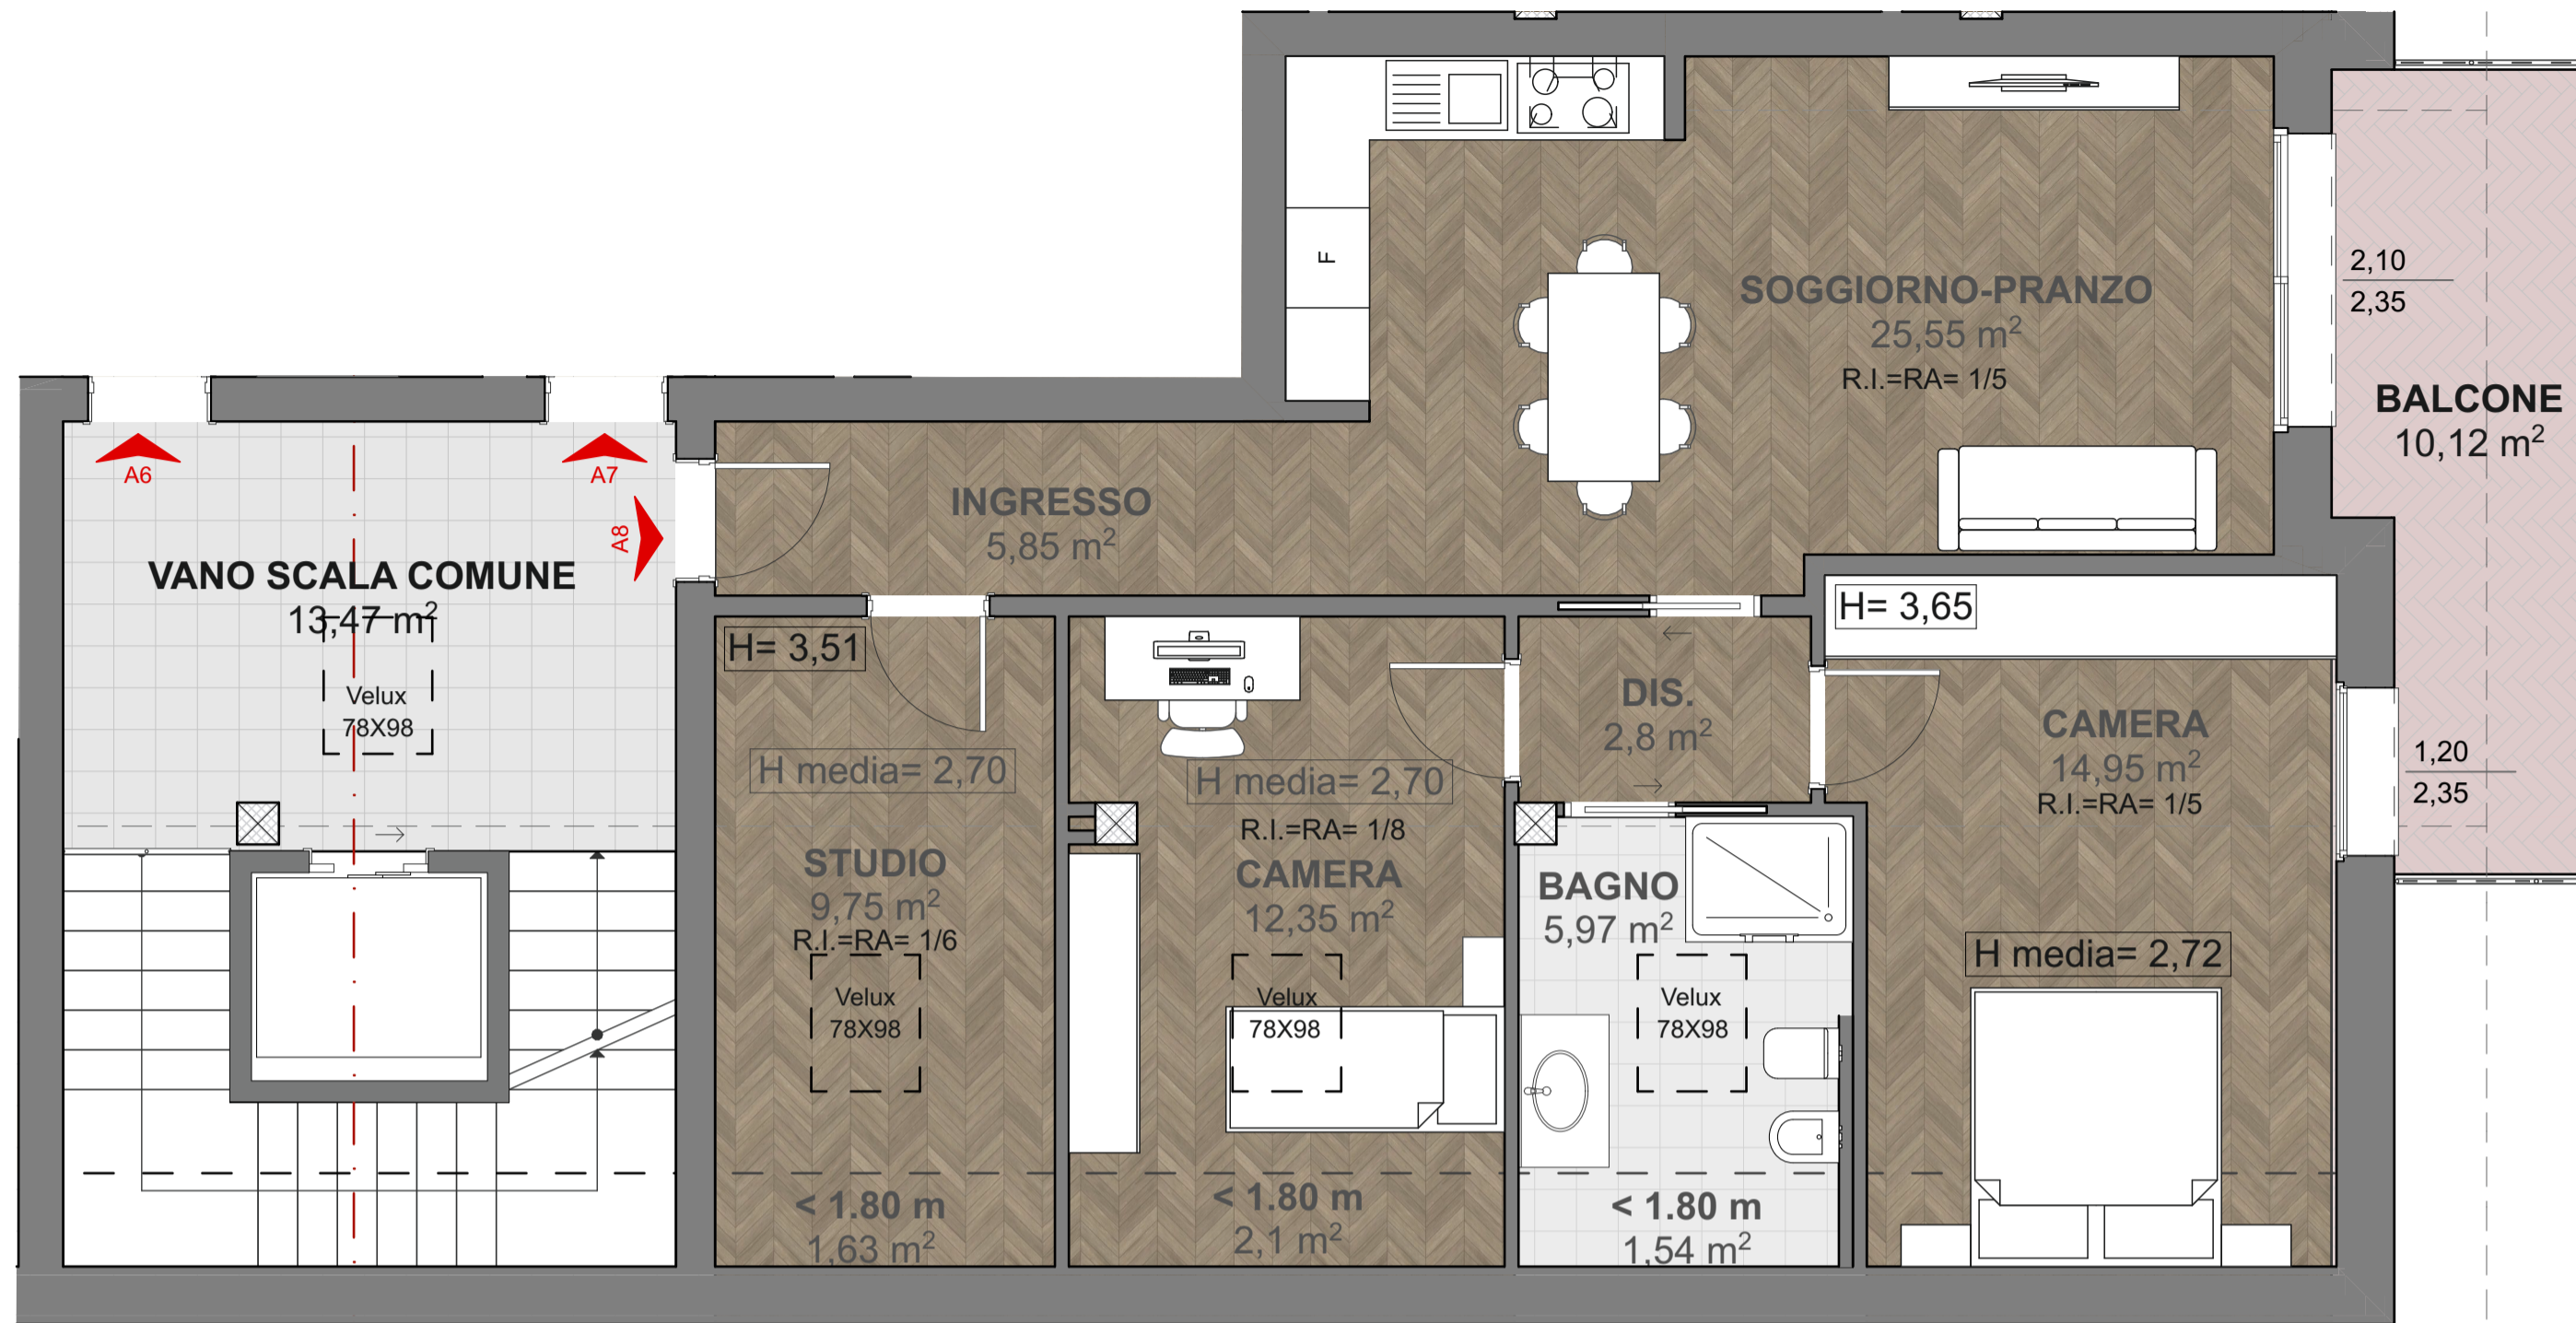 F
SOGGIORNO-PRANZO
25,55 m²
R.I.=RA= 1/5
2,10
2,35
BALCONE
10,12 m²
A6
A7
A8
INGRESSO
5,85 m²
VANO SCALA COMUNE
13,47 m²
Velux
78X98
H= 3,51
H= 3,65
DIS.
2,8 m²
CAMERA
14,95 m²
R.I.=RA= 1/5
1,20
2,35
H media= 2,70
H media= 2,70
R.I.=RA= 1/8
STUDIO
9,75 m²
R.I.=RA= 1/6
CAMERA
12,35 m²
BAGNO
5,97 m²
H media= 2,72
Velux
78X98
Velux
78X98
Velux
78X98
< 1.80 m
1,63 m²
< 1.80 m
2,1 m²
< 1.80 m
1,54 m²